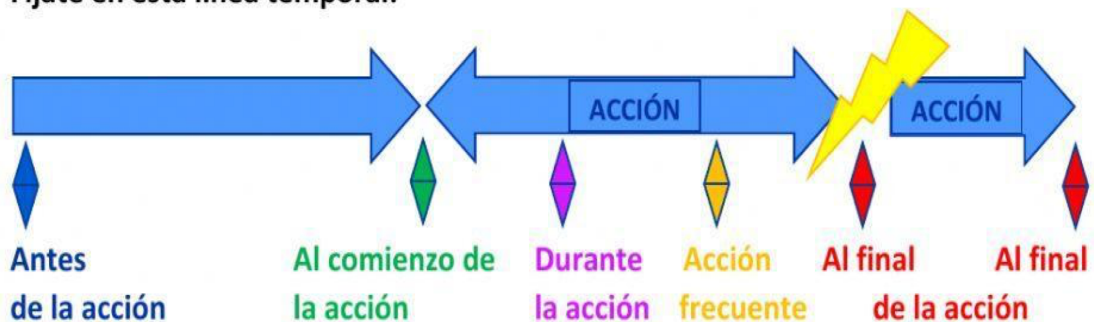 Fíjate en esta línea temporal:
ACCIÓN
ACCIÓN
Antes
de la acción
Al comienzo de
la acción
Durante
la acción
Acción
frecuente
Al final
Al final
de la acción